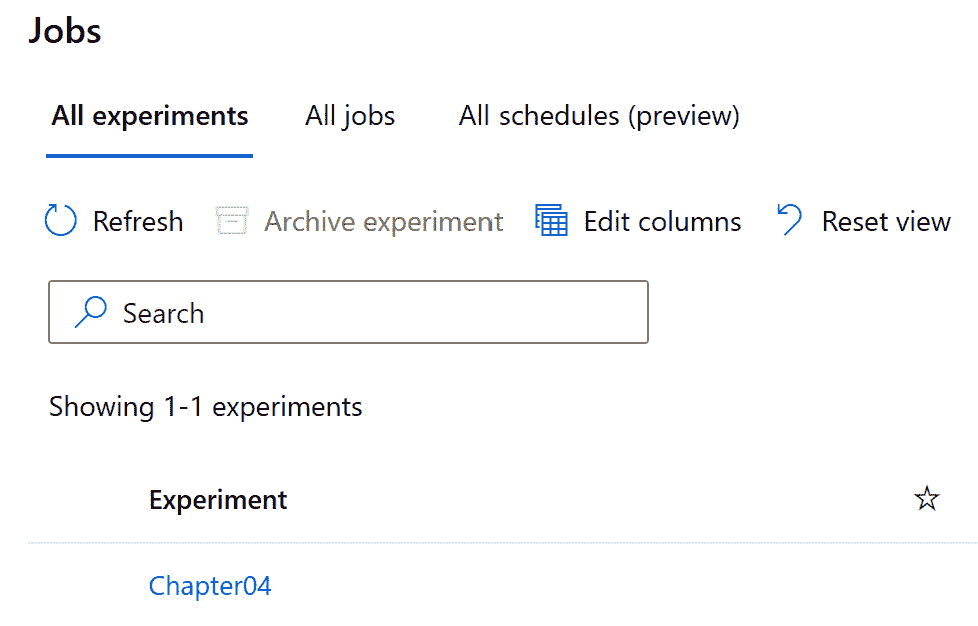 Jobs
All experiments All jobs All schedules (preview)
Refresh Archive experiment Edit columns Reset view
Search
Showing 1-1 experiments
Experiment
Chapter04